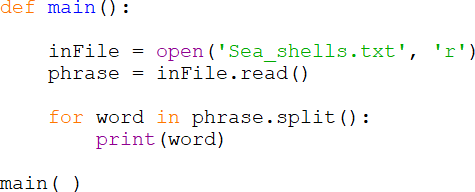 def main():
inFile = open('Sea_shells.txt', 'r')
phrase = inFile.read()
for word in phrase.split():
print(word)
main( )